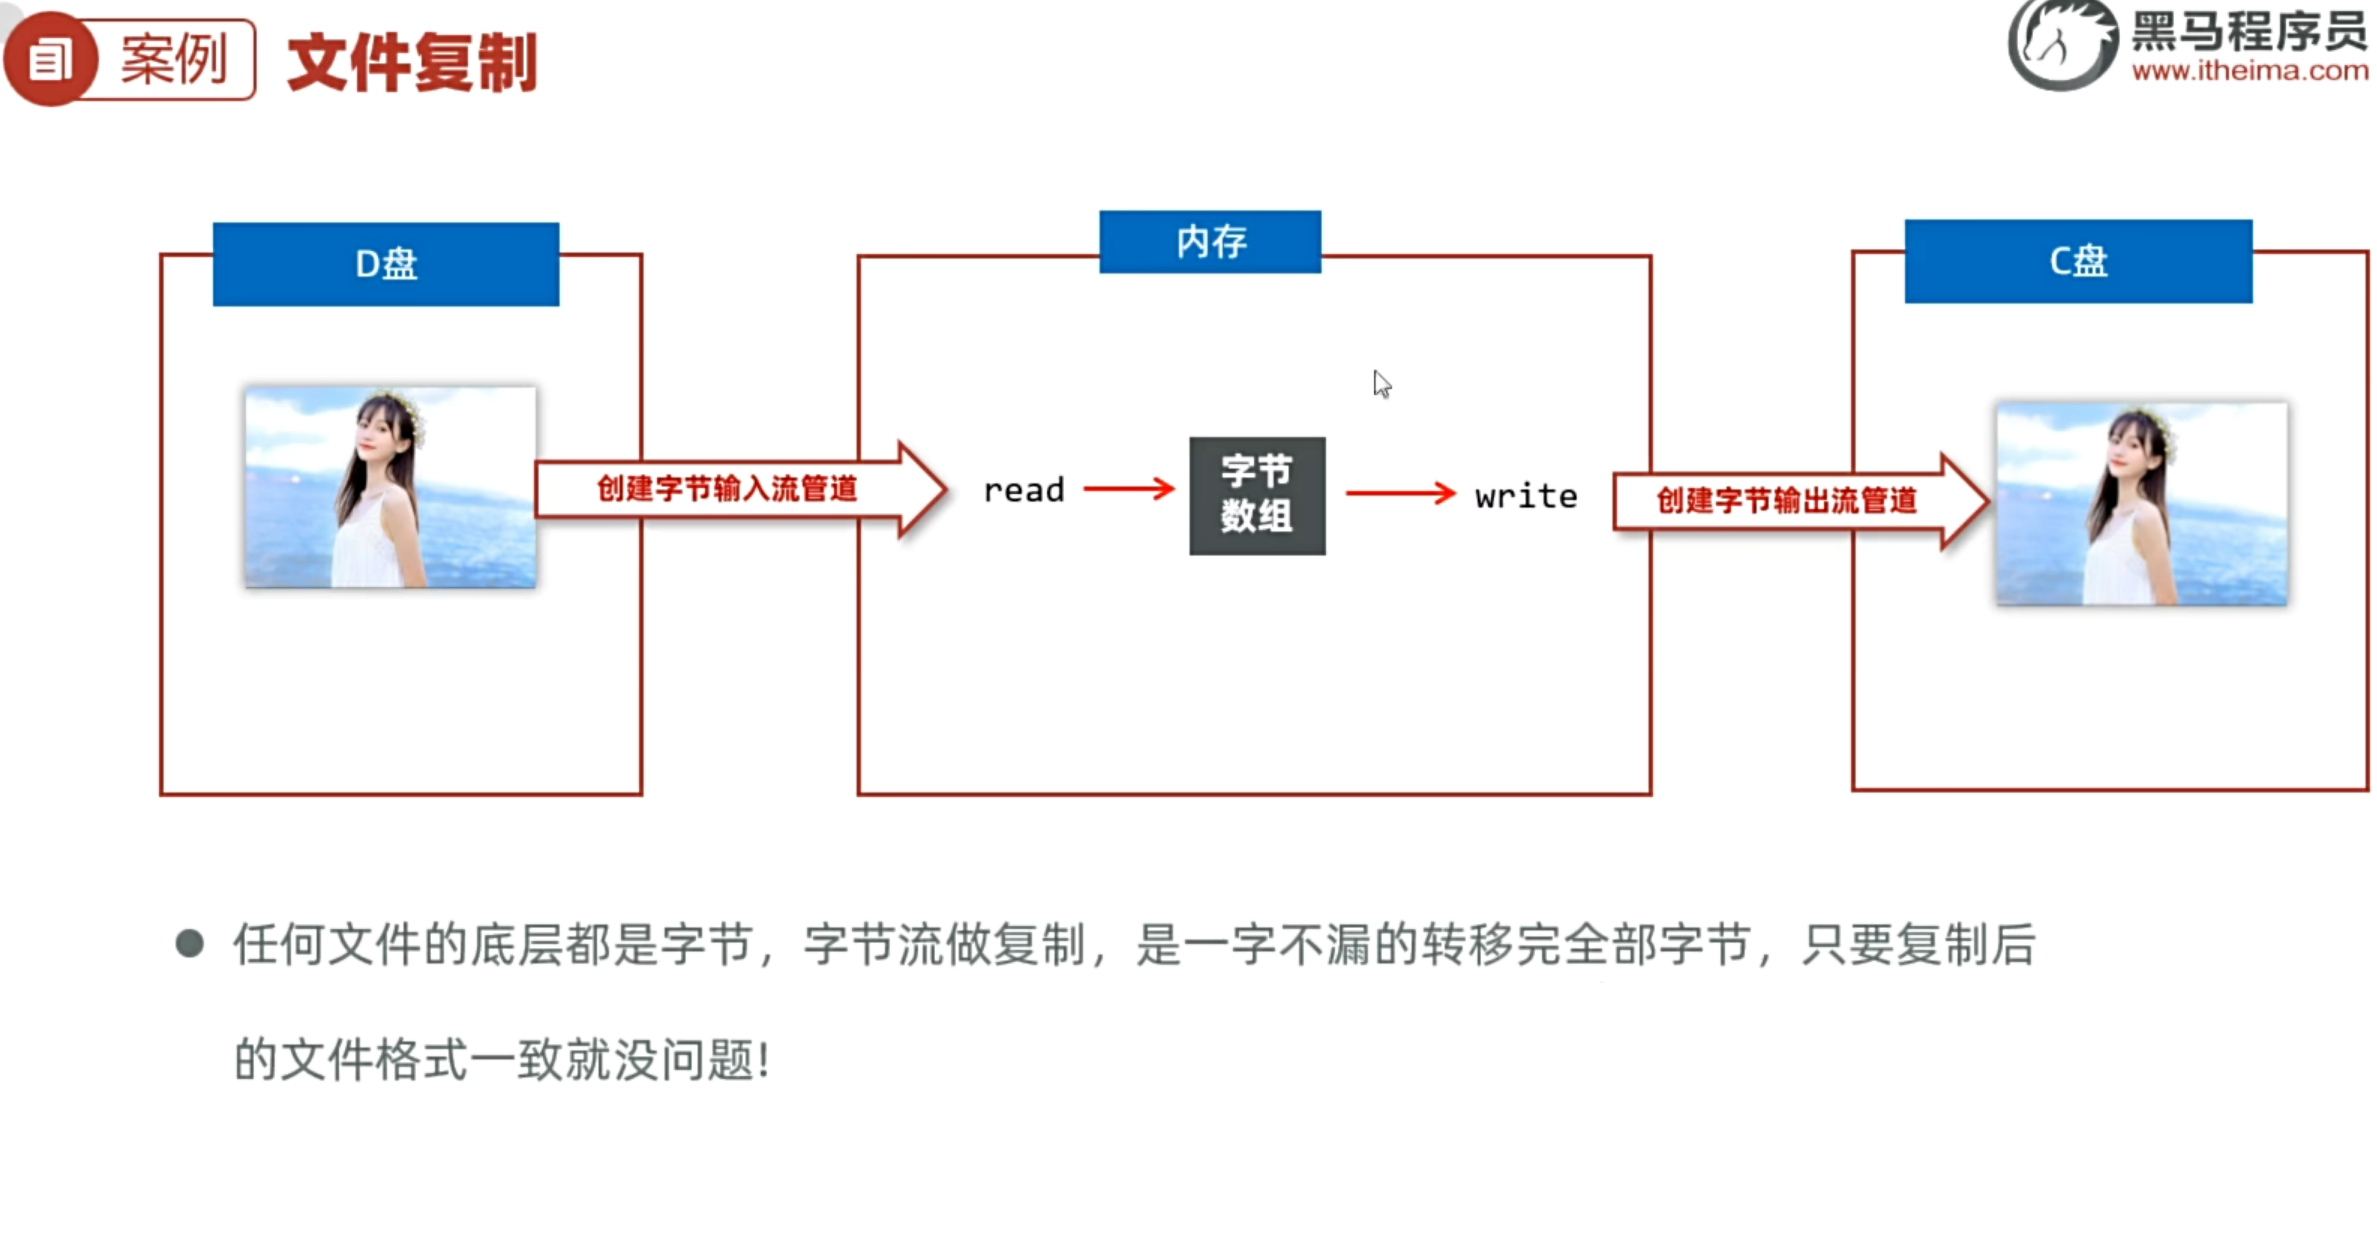 案例
文件复制
黑马程序员
www.itheima.com
D盘
内存
C盘
创建字节输入流管道
read
字节
数组
write
创建字节输出流管道
任何文件的底层都是字节，字节流做复制，是一字不漏的转移完全部字节，只要复制后
的文件格式一致就没问题!